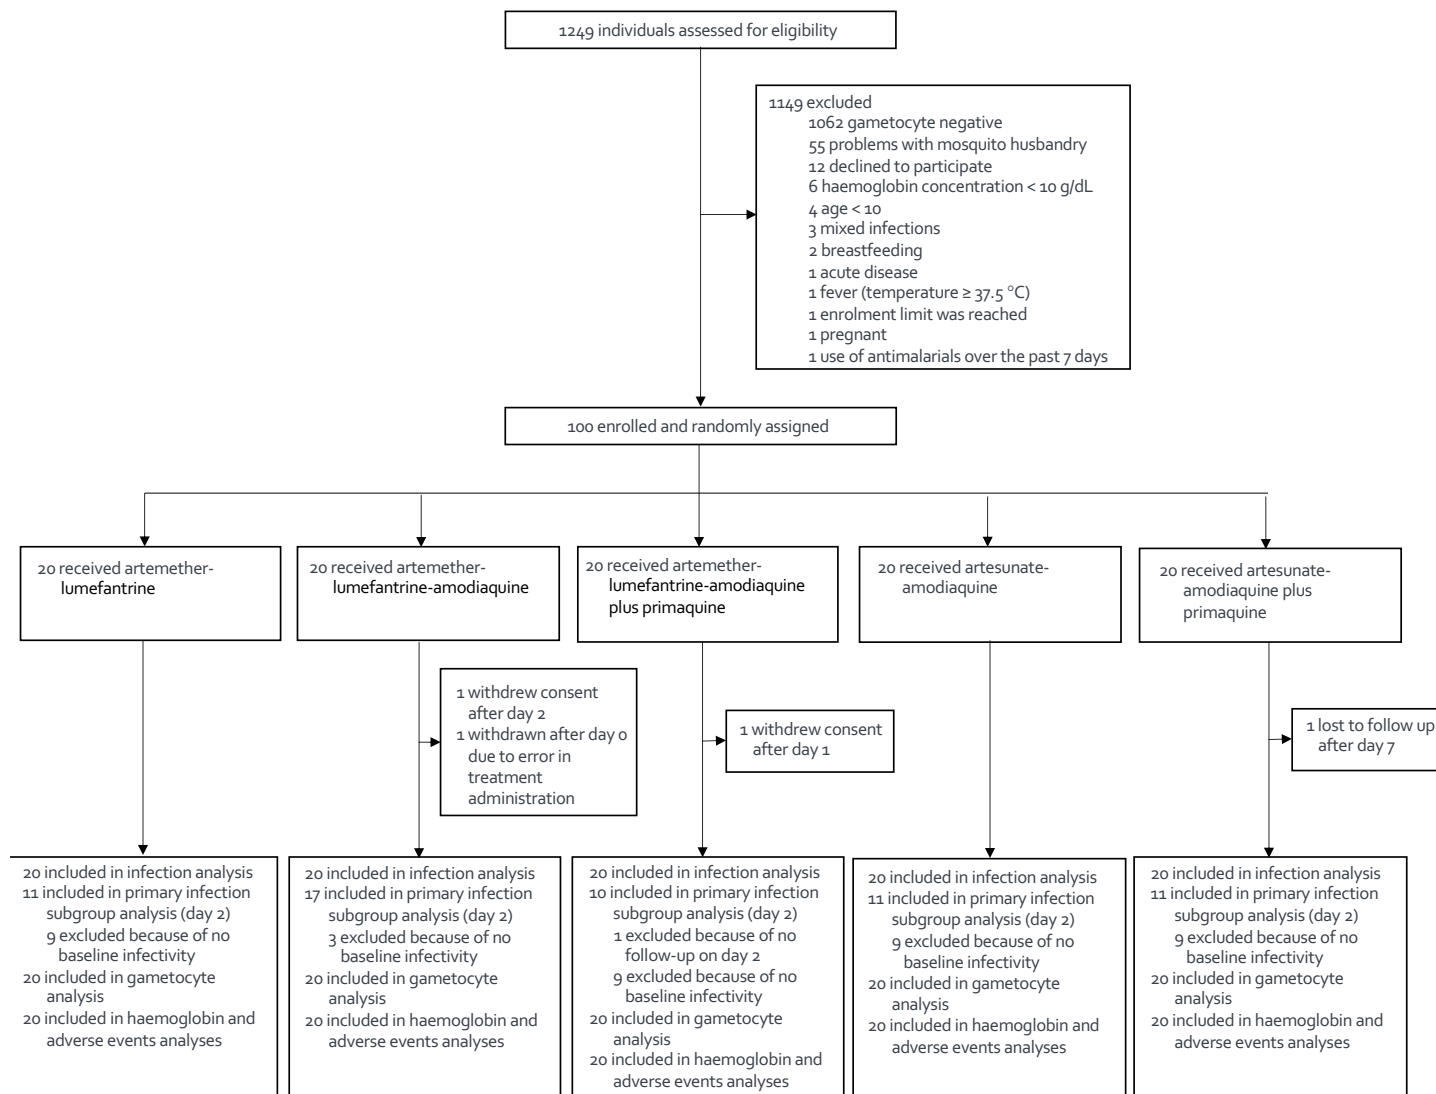 1249 individuals assessed for eligibility
1149 excluded
1062 gametocyte negative
55 problems with mosquito husbandry
12 declined to participate
6 haemoglobin concentration < 10 g/dL
4 age < 10
3 mixed infections
2 breastfeeding
1 acute disease
1 fever (temperature ≥ 37.5 °C)
1 enrolment limit was reached
1 pregnant
1 use of antimalarials over the past 7 days
100 enrolled and randomly assigned
20 received artemether-
lumefantrine
20 received artemether-
lumefantrine-amodiaquine
20 received artemether-
lumefantrine-amodiaquine
plus primaquine
20 received artesunate-
amodiaquine
20 received artesunate-
amodiaquine plus
primaquine
1 withdrew consent
after day 2
1 withdrawn after day 0
due to error in
treatment
administration
1 withdrew consent
after day 1
1 lost to follow up
after day 7
20 included in infection analysis
11 included in primary infection
subgroup analysis (day 2)
9 excluded because of no
baseline infectivity
20 included in gametocyte
analysis
20 included in haemoglobin and
adverse events analyses
20 included in infection analysis
17 included in primary infection
subgroup analysis (day 2)
3 excluded because of no
baseline infectivity
20 included in gametocyte
analysis
20 included in haemoglobin and
adverse events analyses
20 included in infection analysis
10 included in primary infection
subgroup analysis (day 2)
1 excluded because of no
follow-up on day 2
9 excluded because of no
baseline infectivity
20 included in gametocyte
analysis
20 included in haemoglobin and
adverse events analyses
20 included in infection analysis
11 included in primary infection
subgroup analysis (day 2)
9 excluded because of no
baseline infectivity
20 included in gametocyte
analysis
20 included in haemoglobin and
adverse events analyses
20 included in infection analysis
11 included in primary infection
subgroup analysis (day 2)
9 excluded because of no
baseline infectivity
20 included in gametocyte
analysis
20 included in haemoglobin and
adverse events analyses